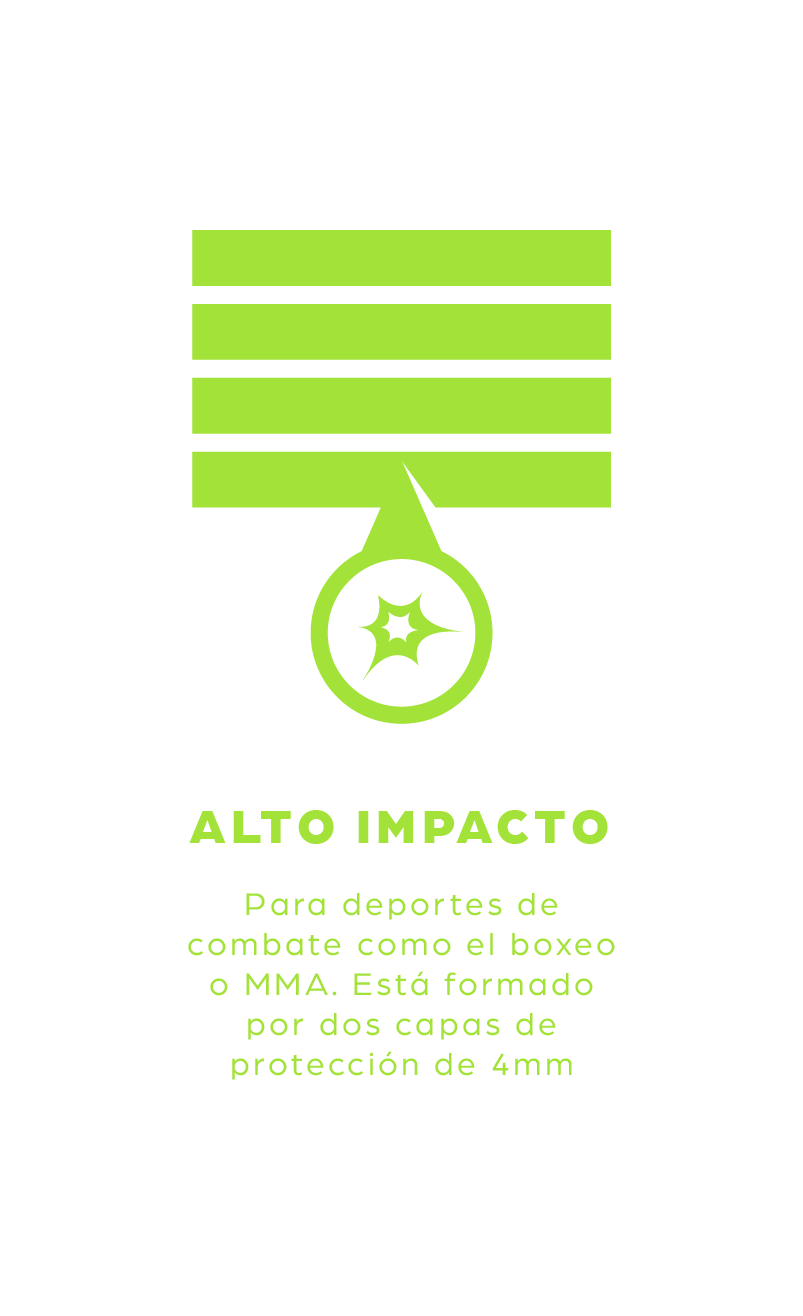 ALTO IMPACTO
Para deportes de
combate como el boxeo
o MMA. Está formado
por dos capas de
protección de 4mm